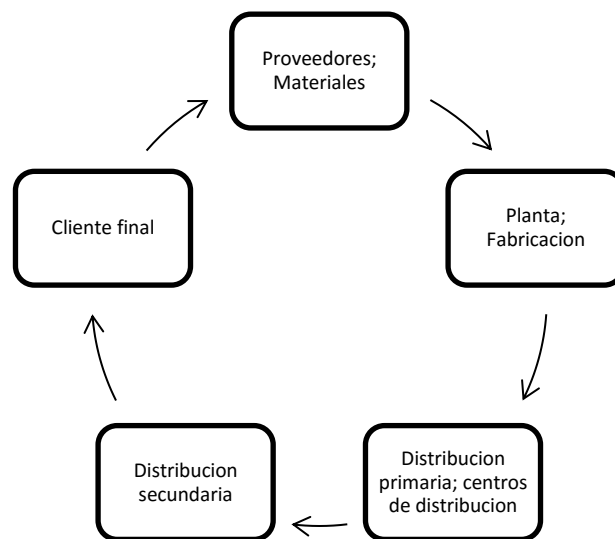 Proveedores;
Materiales
Planta;
Fabricacion
Distribucion
primaria; centros
de distribucion
Distribucion
secundaria
Cliente final